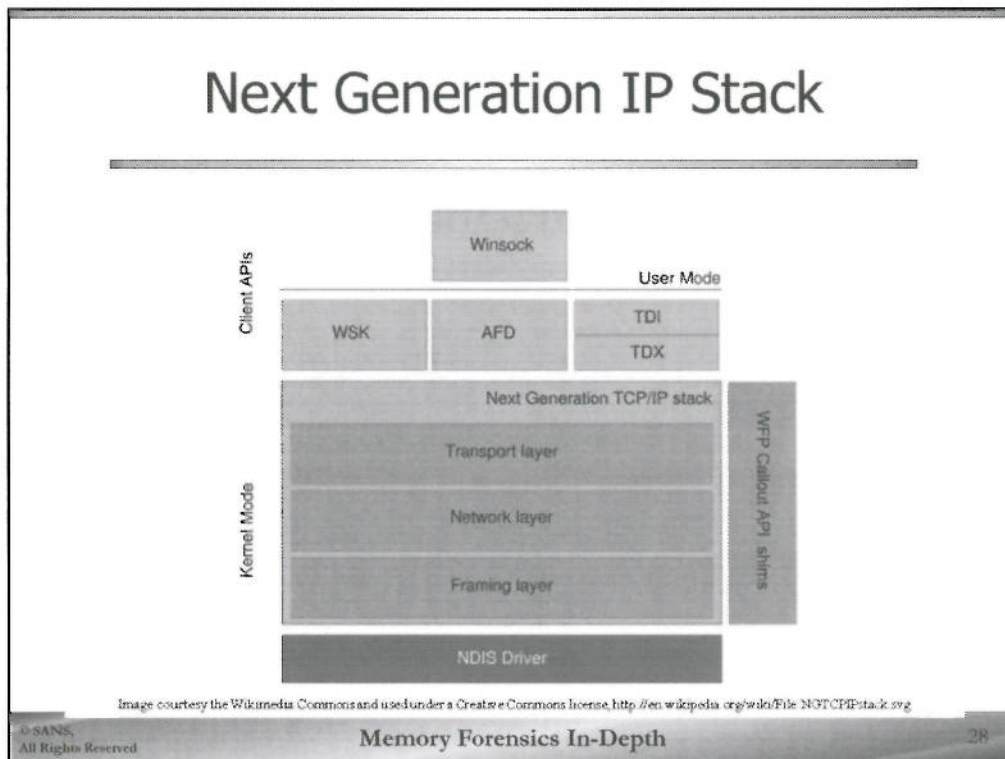 Next Generation IP Stack
Client APIs
Winsock
User Mode
WSK
AFD
TDI
TDX
Kernel Mode
Next Generation TCP/IP stack
Transport layer
Network layer
Framing layer
WFP Callout API shims
NDIS Driver
Image courtesy the Wikimedia Commons and used under a Creative Commons license, http://en.wikipedia.org/wiki/File:NGTCPIPstack.svg
© SANS,
All Rights Reserved
Memory Forensics In-Depth
28